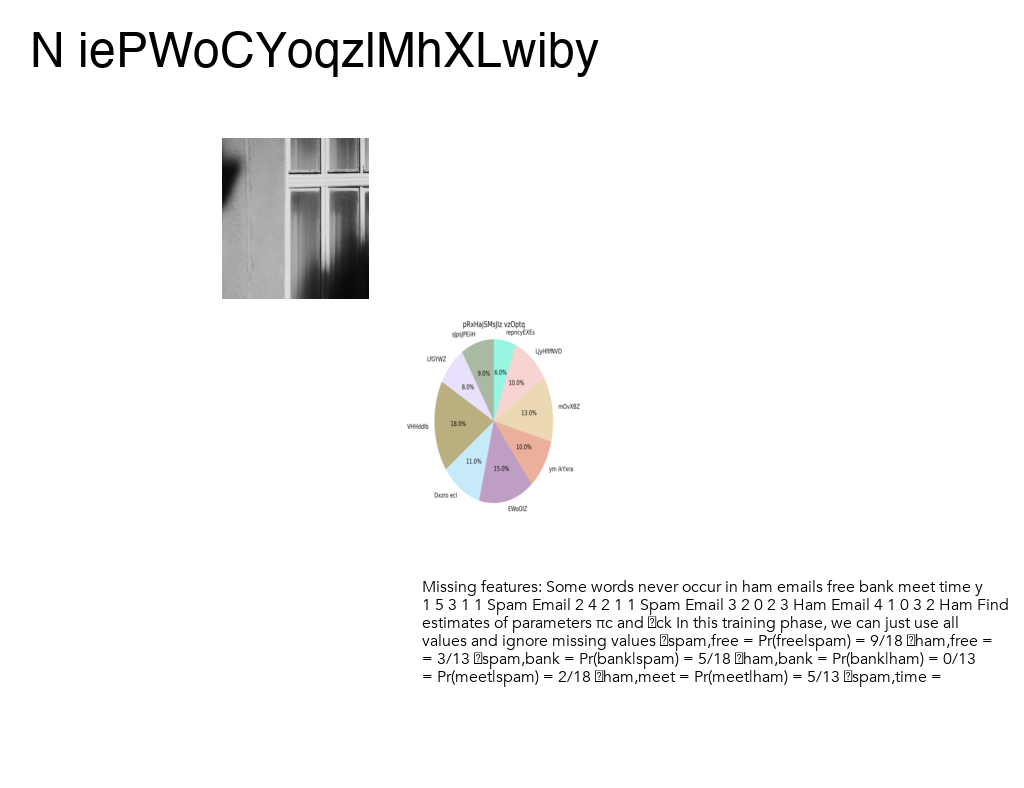 N iePWoCYoqzlMhXLwiby
pRxHajSMsJlz vzOptq
repncyEXEs
LfGYWZ
mOvXBZ
9.0%
6.0%
10.0%
8.0%
13.0%
VHHddlb
18.0%
10.0%
11.0%
15.0%
ym ikYxra
Dxzro ecl
EWoOlZ
Missing features: Some words never occur in ham emails free bank meet time y
1 5 3 1 1 Spam Email 2 4 2 1 1 Spam Email 3 2 0 2 3 Ham Email 4 1 0 3 2 Ham Find
estimates of parameters πc and ck In this training phase, we can just use all
values and ignore missing values spam,free = Pr(free|spam) = 9/18 ham,free =
= 3/13 spam,bank = Pr(bank|spam) = 5/18 ham,bank = Pr(bank|ham) = 0/13
= Pr(meet|spam) = 2/18 ham,meet = Pr(meet|ham) = 5/13 spam,time =